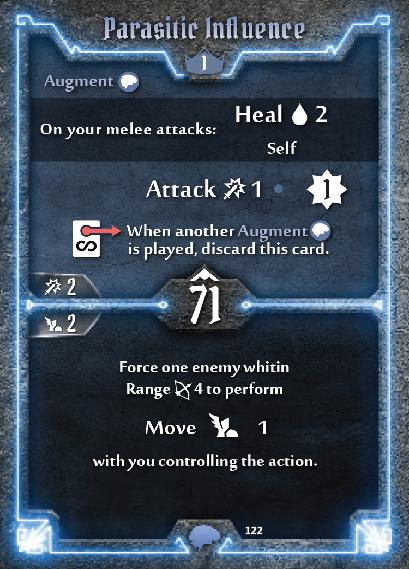 Parasitic Influence
1
Augment
On your melee attacks:
Heal 2
Self
Attack 1
1
When another Augment
is played, discard this card.
2
71
2
Force one enemy whitin
Range 4 to perform
Move 1
with you controlling the action.
122